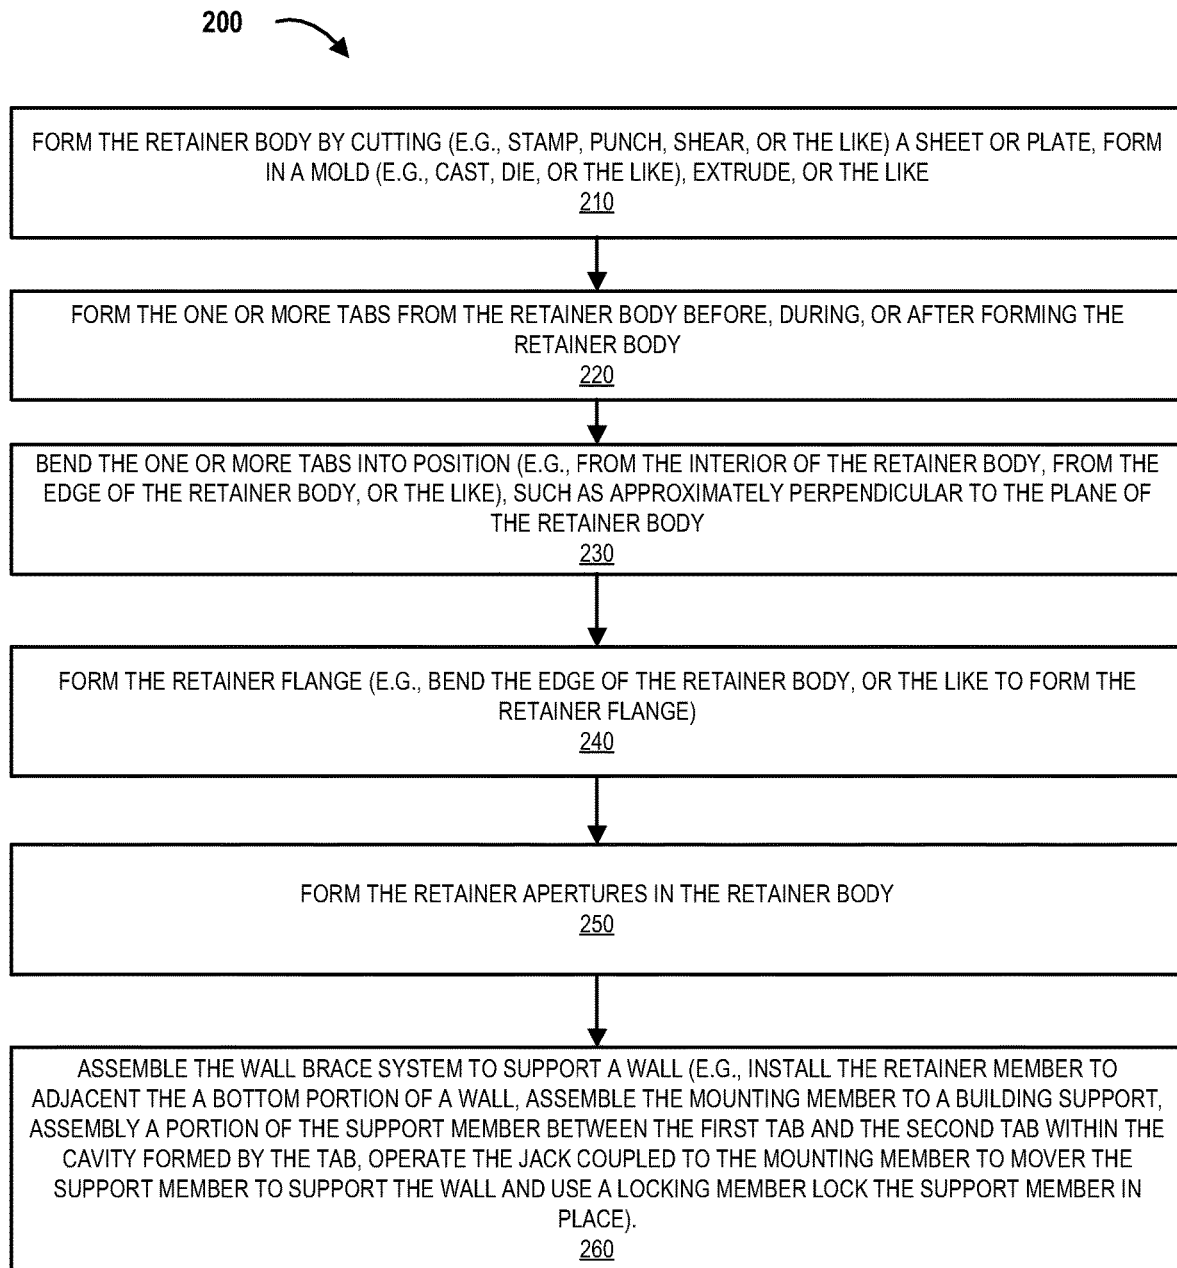 200
FORM THE RETAINER BODY BY CUTTING (E.G., STAMP, PUNCH, SHEAR, OR THE LIKE) A SHEET OR PLATE, FORM
IN A MOLD (E.G., CAST, DIE, OR THE LIKE), EXTRUDE, OR THE LIKE
210
FORM THE ONE OR MORE TABS FROM THE RETAINER BODY BEFORE, DURING, OR AFTER FORMING THE
RETAINER BODY
220
BEND THE ONE OR MORE TABS INTO POSITION (E.G., FROM THE INTERIOR OF THE RETAINER BODY, FROM THE
EDGE OF THE RETAINER BODY, OR THE LIKE), SUCH AS APPROXIMATELY PERPENDICULAR TO THE PLANE OF
THE RETAINER BODY
230
FORM THE RETAINER FLANGE (E.G., BEND THE EDGE OF THE RETAINER BODY, OR THE LIKE TO FORM THE
RETAINER FLANGE)
240
FORM THE RETAINER APERTURES IN THE RETAINER BODY
250
ASSEMBLE THE WALL BRACE SYSTEM TO SUPPORT A WALL (E.G., INSTALL THE RETAINER MEMBER TO
ADJACENT THE A BOTTOM PORTION OF A WALL, ASSEMBLE THE MOUNTING MEMBER TO A BUILDING SUPPORT,
ASSEMBLY A PORTION OF THE SUPPORT MEMBER BETWEEN THE FIRST TAB AND THE SECOND TAB WITHIN THE
CAVITY FORMED BY THE TAB, OPERATE THE JACK COUPLED TO THE MOUNTING MEMBER TO MOVER THE
SUPPORT MEMBER TO SUPPORT THE WALL AND USE A LOCKING MEMBER LOCK THE SUPPORT MEMBER IN
PLACE).
260